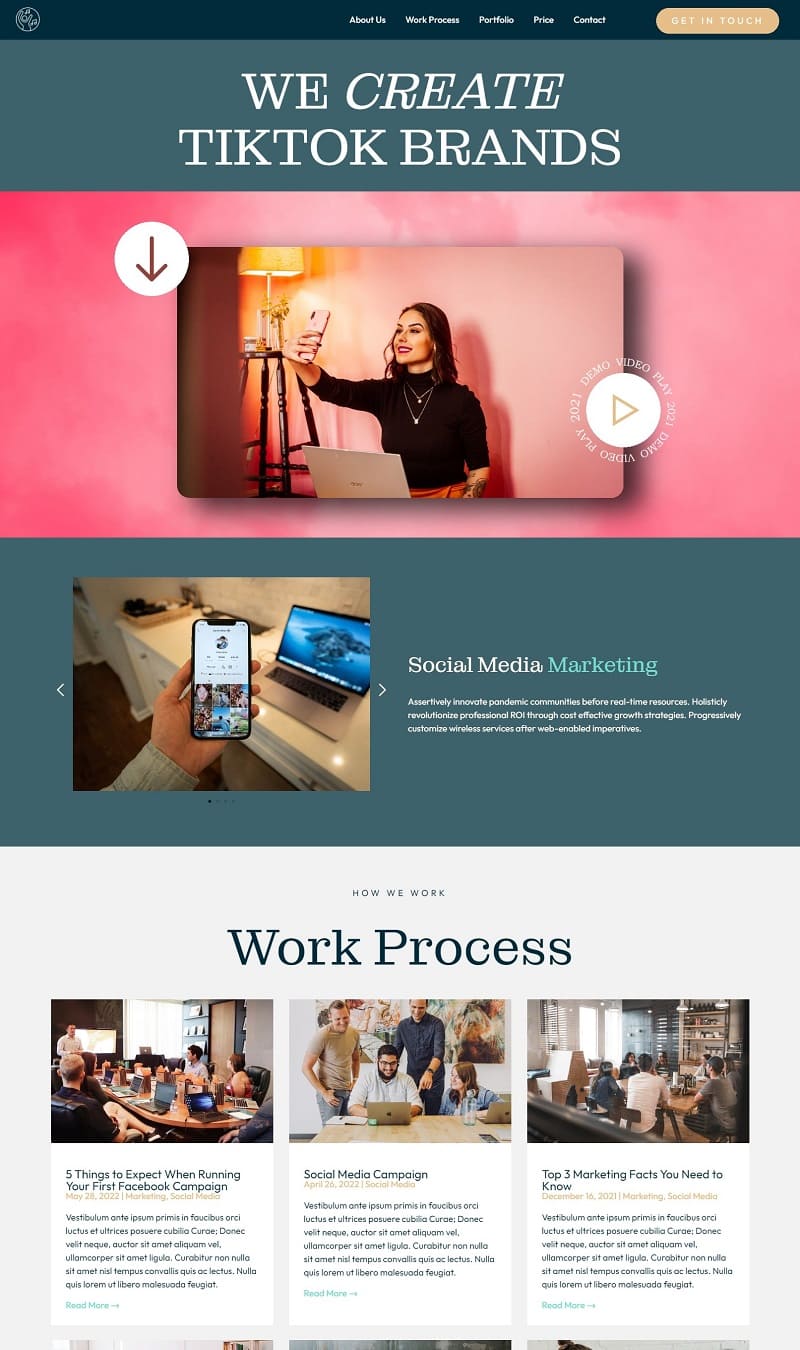 About Us Work Process Portfolio Price Contact GET IN TOUCH
WE CREATE
TIKTOK BRANDS
DEMO VIDEO PLAY 2021 DEMO VIDEO PLAY 2021
Social Media Marketing
Assertively innovate pandemic communities before real-time resources. Holisticly
revolutionize professional ROI through cost effective growth strategies. Progressively
customize wireless services after web-enabled imperatives.
HOW WE WORK
Work Process
5 Things to Expect When Running
Your First Facebook Campaign
May 28, 2022 | Marketing, Social Media
Vestibulum ante ipsum primis in faucibus orci
luctus et ultrices posuere cubilia Curae; Donec
velit neque, auctor sit amet aliquam vel,
ullamcorper sit amet ligula. Curabitur non nulla
sit amet nisl tempus convallis quis ac lectus. Nulla
quis lorem ut libero malesuada feugiat.
Read More →
Social Media Campaign
April 26, 2022 | Social Media
Vestibulum ante ipsum primis in faucibus orci
luctus et ultrices posuere cubilia Curae; Donec
velit neque, auctor sit amet aliquam vel,
ullamcorper sit amet ligula. Curabitur non nulla
sit amet nisl tempus convallis quis ac lectus. Nulla
quis lorem ut libero malesuada feugiat.
Read More →
Top 3 Marketing Facts You Need to
Know
December 16, 2021 | Marketing, Social Media
Vestibulum ante ipsum primis in faucibus orci
luctus et ultrices posuere cubilia Curae; Donec
velit neque, auctor sit amet aliquam vel,
ullamcorper sit amet ligula. Curabitur non nulla
sit amet nisl tempus convallis quis ac lectus. Nulla
quis lorem ut libero malesuada feugiat.
Read More →